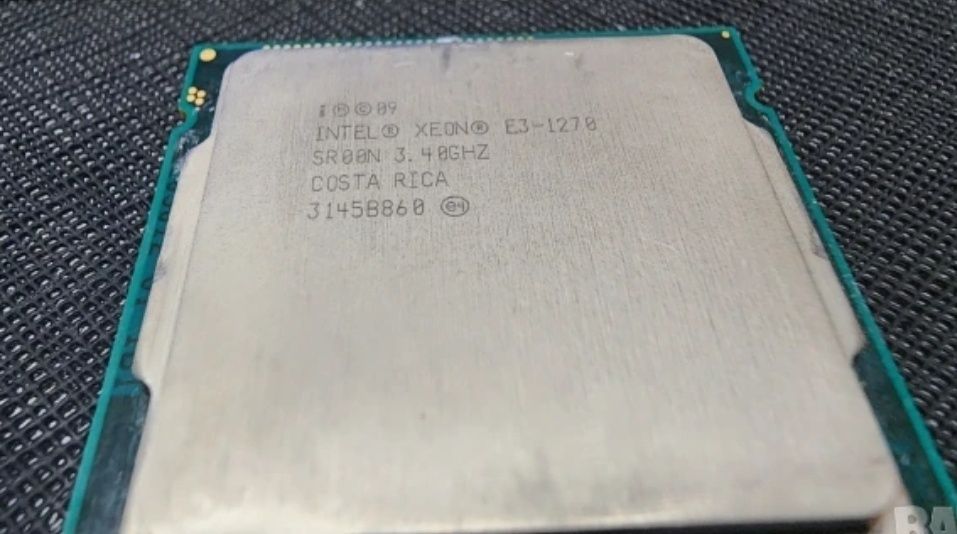 i Ⓜ © 09
INTEL® XEON® E3-1270
SR00N 3.40GHZ
COSTA RICA
3145B860 e4